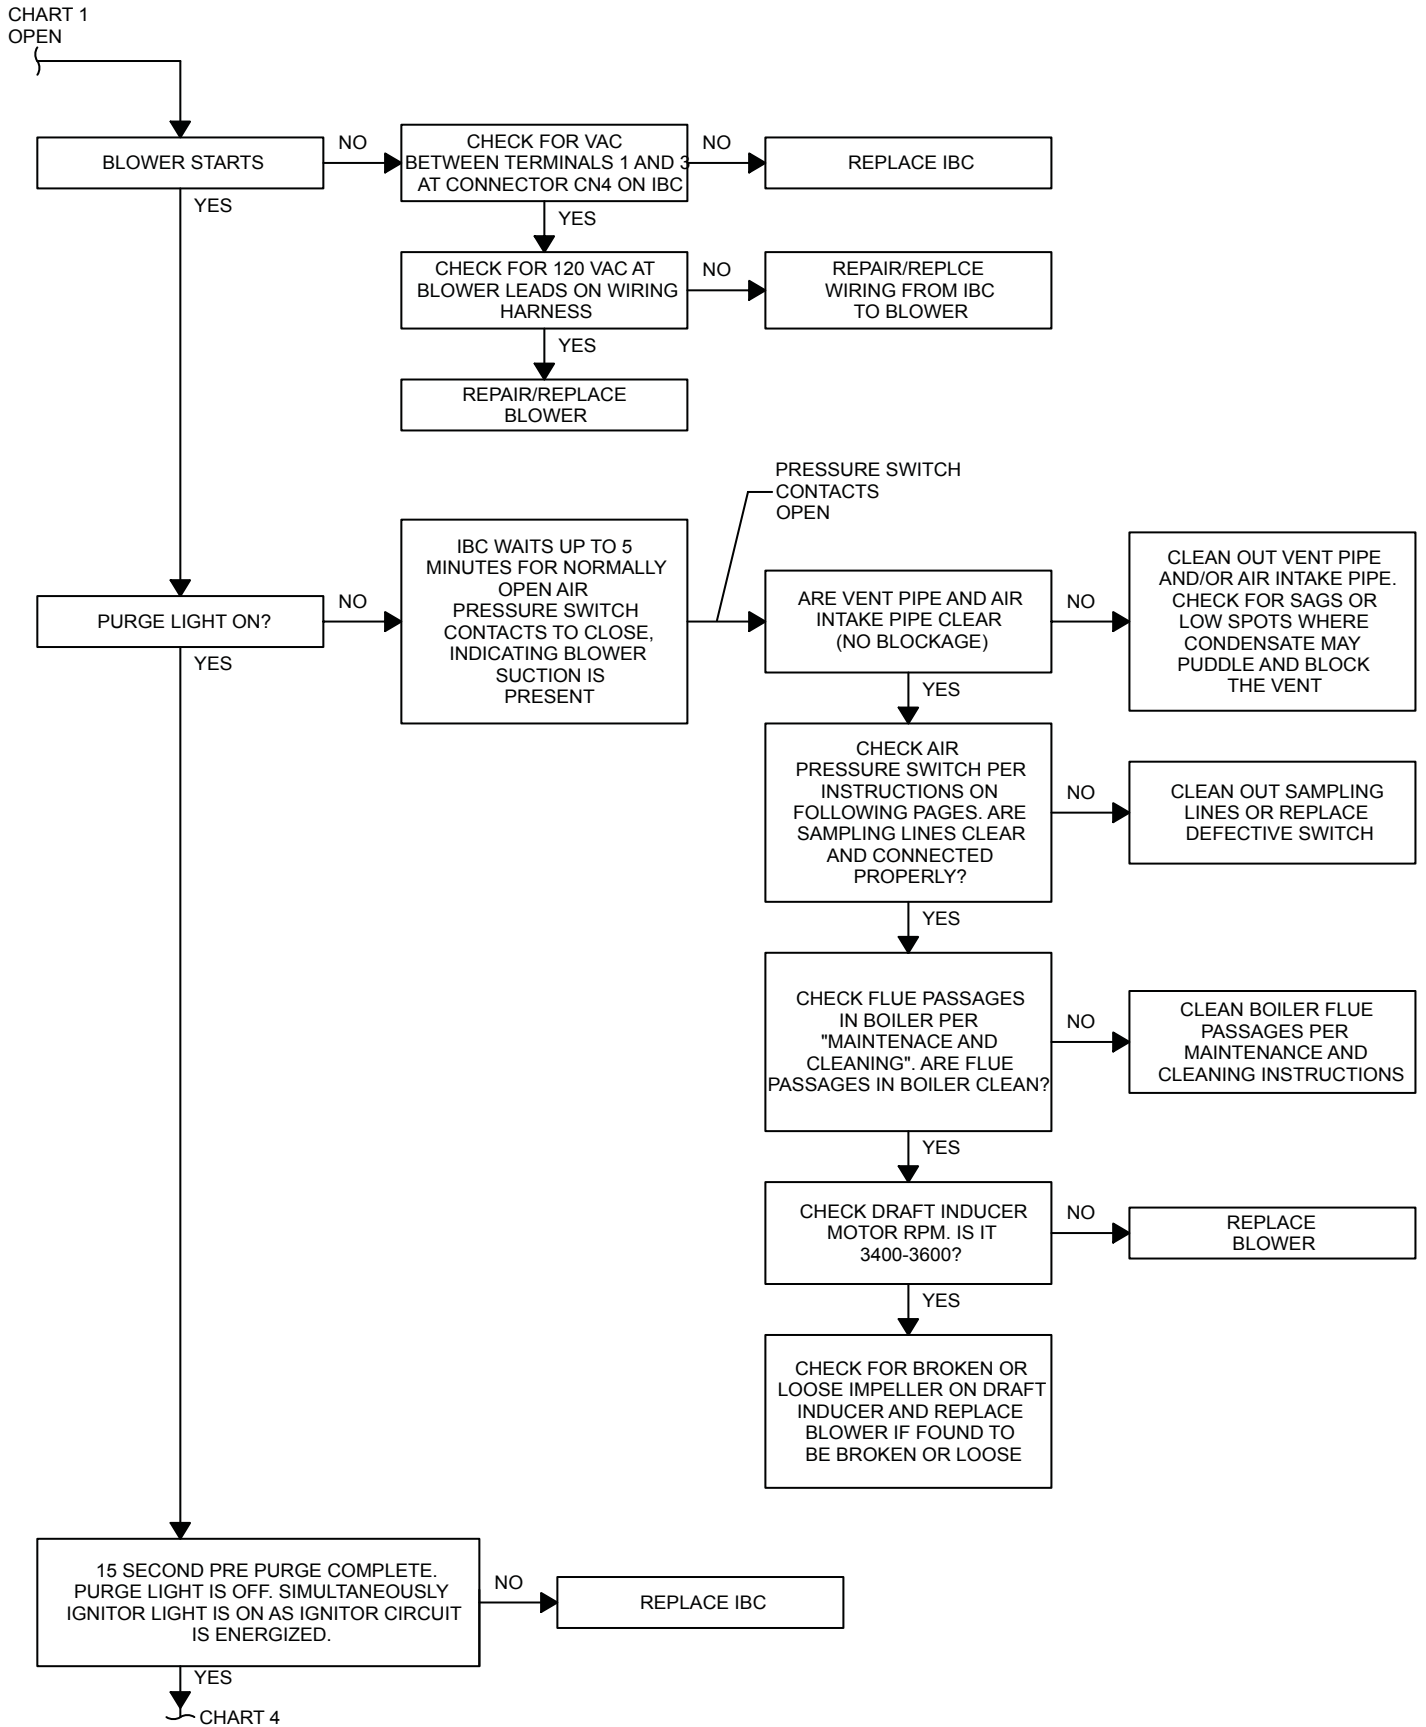 CHART 1
OPEN
BLOWER STARTS
NO
CHECK FOR VAC
BETWEEN TERMINALS 1 AND 3
AT CONNECTOR CN4 ON IBC
NO
REPLACE IBC
YES
YES
CHECK FOR 120 VAC AT
BLOWER LEADS ON WIRING
HARNESS
NO
REPAIR/REPLCE
WIRING FROM IBC
TO BLOWER
YES
REPAIR/REPLACE
BLOWER
PRESSURE SWITCH
CONTACTS
OPEN
PURGE LIGHT ON?
NO
IBC WAITS UP TO 5
MINUTES FOR NORMALLY
OPEN AIR
PRESSURE SWITCH
CONTACTS TO CLOSE,
INDICATING BLOWER
SUCTION IS
PRESENT
ARE VENT PIPE AND AIR
INTAKE PIPE CLEAR
(NO BLOCKAGE)
NO
CLEAN OUT VENT PIPE
AND/OR AIR INTAKE PIPE.
CHECK FOR SAGS OR
LOW SPOTS WHERE
CONDENSATE MAY
PUDDLE AND BLOCK
THE VENT
YES
YES
CHECK AIR
PRESSURE SWITCH PER
INSTRUCTIONS ON
FOLLOWING PAGES. ARE
SAMPLING LINES CLEAR
AND CONNECTED
PROPERLY?
NO
CLEAN OUT SAMPLING
LINES OR REPLACE
DEFECTIVE SWITCH
YES
CHECK FLUE PASSAGES
IN BOILER PER
"MAINTENACE AND
CLEANING". ARE FLUE
PASSAGES IN BOILER CLEAN?
NO
CLEAN BOILER FLUE
PASSAGES PER
MAINTENANCE AND
CLEANING INSTRUCTIONS
YES
CHECK DRAFT INDUCER
MOTOR RPM. IS IT
3400-3600?
NO
REPLACE
BLOWER
YES
CHECK FOR BROKEN OR
LOOSE IMPELLER ON DRAFT
INDUCER AND REPLACE
BLOWER IF FOUND TO
BE BROKEN OR LOOSE
15 SECOND PRE PURGE COMPLETE.
PURGE LIGHT IS OFF. SIMULTANEOUSLY
IGNITOR LIGHT IS ON AS IGNITOR CIRCUIT
IS ENERGIZED.
NO
REPLACE IBC
YES
CHART 4